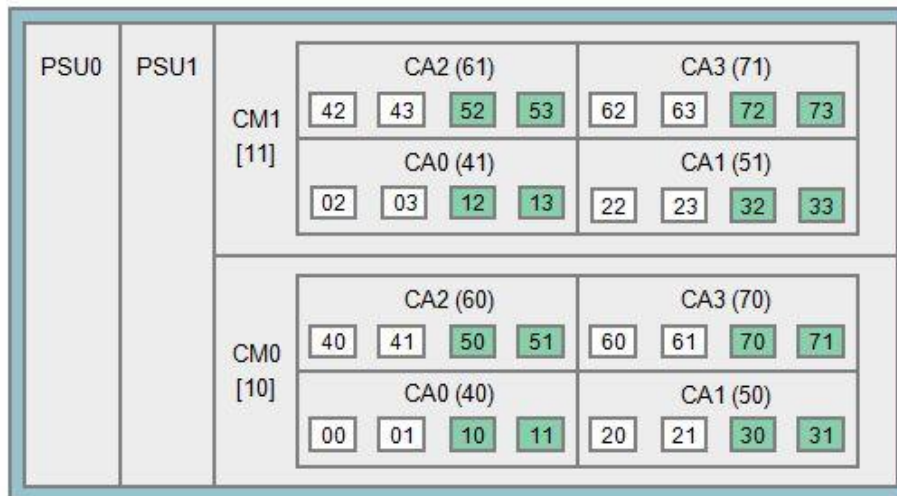 PSU0
PSU1
CM1
[11]
CA2 (61)
42 43 52 53
CA3 (71)
62 63 72 73
CA0 (41)
02 03 12 13
CA1 (51)
22 23 32 33
CM0
[10]
CA2 (60)
40 41 50 51
CA3 (70)
60 61 70 71
CA0 (40)
00 01 10 11
CA1 (50)
20 21 30 31